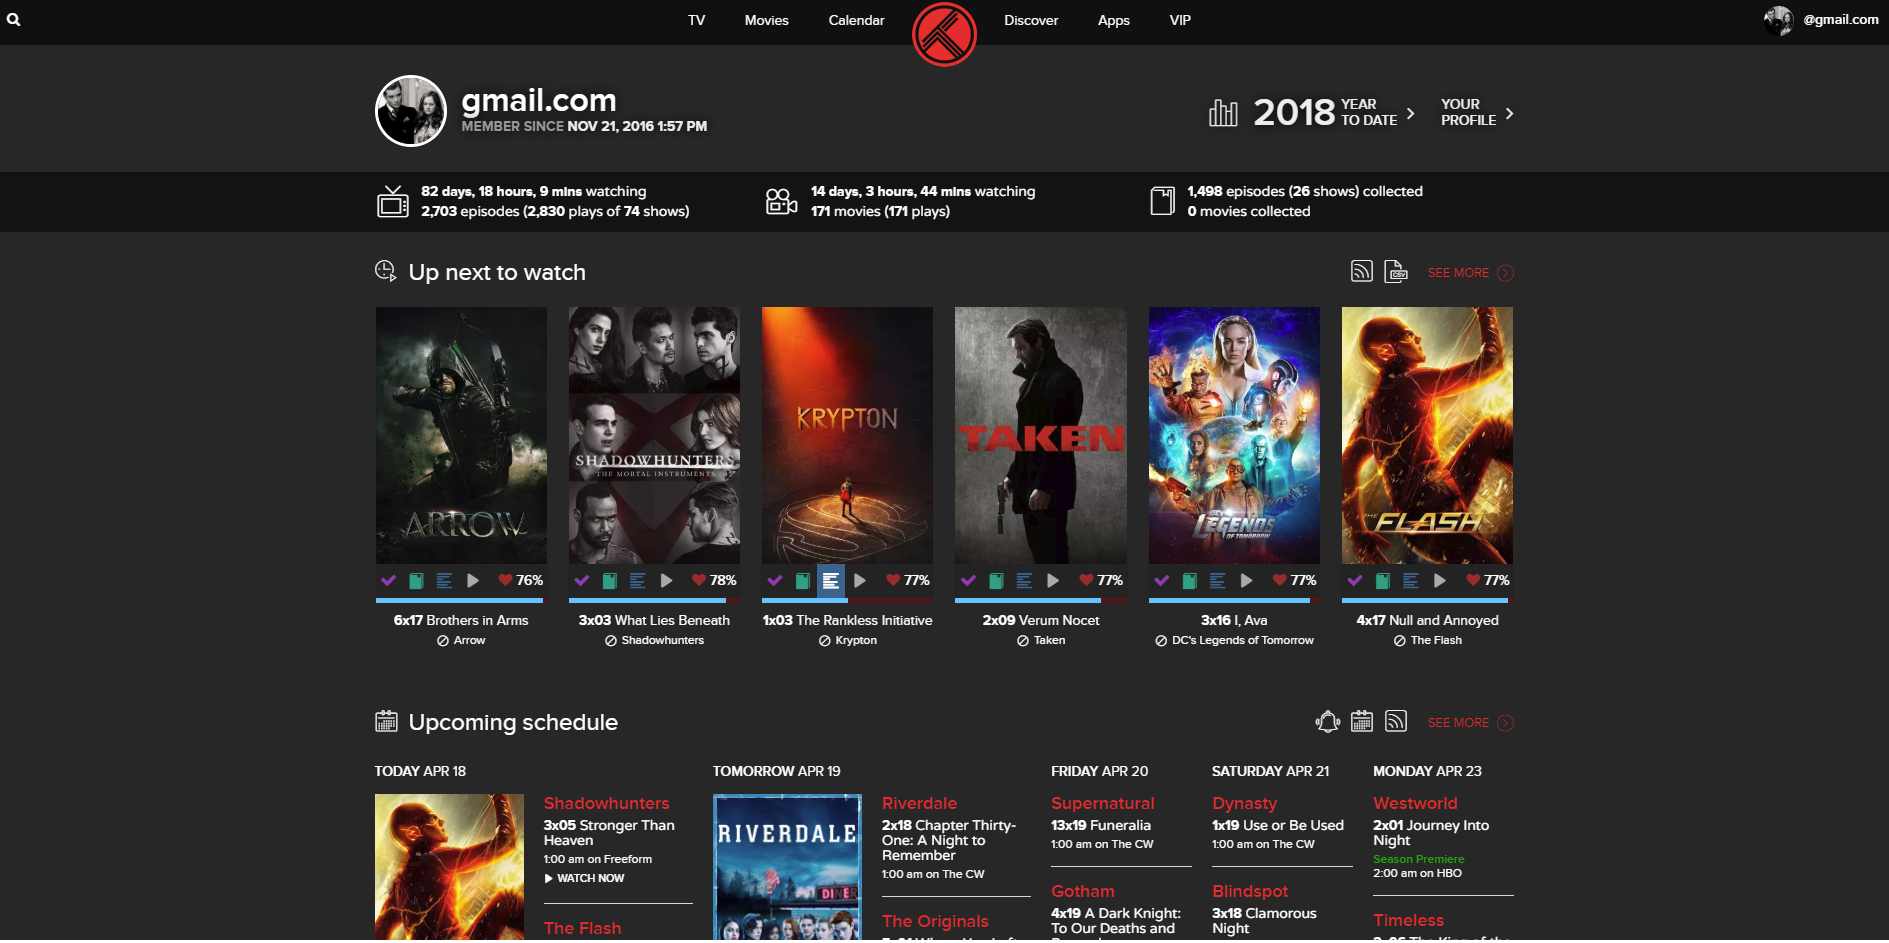 TV Movies Calendar Discover Apps VIP @gmail.com
gmail.com
MEMBER SINCE NOV 21, 2016 1:57 PM
2018 YEAR TO DATE
YOUR PROFILE
82 days, 18 hours, 9 mins watching
2,703 episodes (2,830 plays of 74 shows)
14 days, 3 hours, 44 mins watching
171 movies (171 plays)
1,498 episodes (26 shows) collected
0 movies collected
Up next to watch
CSV
SEE MORE
ARROW
76%
6x17 Brothers in Arms
Arrow
SHADOWHUNTERS
THE MORTAL INSTRUMENTS
78%
3x03 What Lies Beneath
Shadowhunters
KRYPTON
77%
1x03 The Rankless Initiative
Krypton
TAKEN
77%
2x09 Verum Nocet
Taken
DC's
LEGENDS
OF TOMORROW
77%
3x16 I, Ava
DC's Legends of Tomorrow
THE FLASH
77%
4x17 Null and Annoyed
The Flash
Upcoming schedule
SEE MORE
TODAY APR 18
Shadowhunters
3x05 Stronger Than
Heaven
1:00 am on Freeform
WATCH NOW
The Flash
TOMORROW APR 19
RIVERDALE
DINER
Riverdale
2x18 Chapter Thirty-
One: A Night to
Remember
1:00 am on The CW
The Originals
FRIDAY APR 20
Supernatural
13x19 Funeralia
1:00 am on The CW
Gotham
4x19 A Dark Knight:
To Our Deaths and
SATURDAY APR 21
Dynasty
1x19 Use or Be Used
1:00 am on The CW
Blindspot
3x18 Clamorous
Night
MONDAY APR 23
Westworld
2x01 Journey Into
Night
Season Premiere
2:00 am on HBO
Timeless